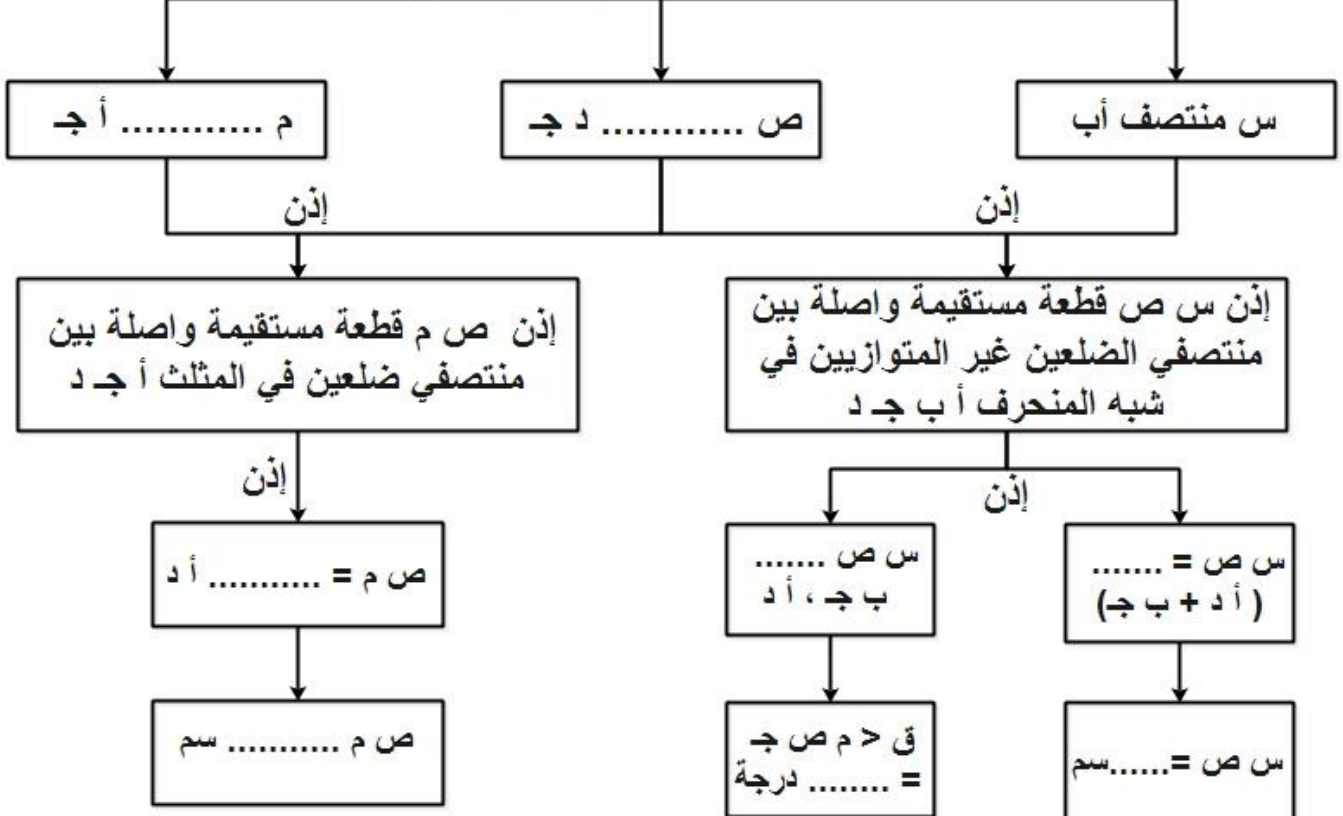 س منتصف أب
ص ............ د جـ
م ............ أ جـ
إذن
إذن
إذن س ص قطعة مستقيمة واصلة بين
منتصفي الضلعين غير المتوازيين في
شبه المنحرف أ ب جـ د
إذن ص م قطعة مستقيمة واصلة بين
منتصفي ضلعين في المثلث أ جـ د
إذن
إذن
س ص = .......
( أ د + ب جـ)
س ص .......
ب جـ ، أ د
ص م = ........... أ د
س ص =......سم
ق < م ص جـ
= ........ درجة
ص م ........... سم